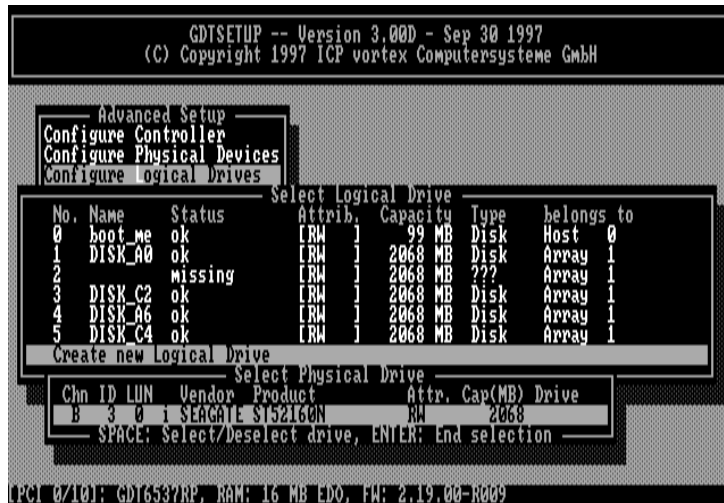 GDTSETUP -- Version 3.00D - Sep 30 1997
(C) Copyright 1997 ICP vortex Computersysteme GmbH
Advanced Setup
Configure Controller
Configure Physical Devices
Configure Logical Drives
Select Logical Drive
No. Name Status Attrib. Capacity Type belongs to
0 boot_me ok [RW ] 99 MB Disk Host 0
1 DISK_A0 ok [RW ] 2068 MB Disk Array 1
2 missing [RW ] 2068 MB ??? Array 1
3 DISK_C2 ok [RW ] 2068 MB Disk Array 1
4 DISK_A6 ok [RW ] 2068 MB Disk Array 1
5 DISK_C4 ok [RW ] 2068 MB Disk Array 1
Create new Logical Drive
Select Physical Drive
Chn ID LUN Vendor Product Attr. Cap(MB) Drive
B 3 0 i SEAGATE ST52160N RW 2068
SPACE: Select/Deselect drive, ENTER: End selection
[PCI 0/10]: GDT6537RP, RAM: 16 MB EDO, FW: 2.19.00-R009